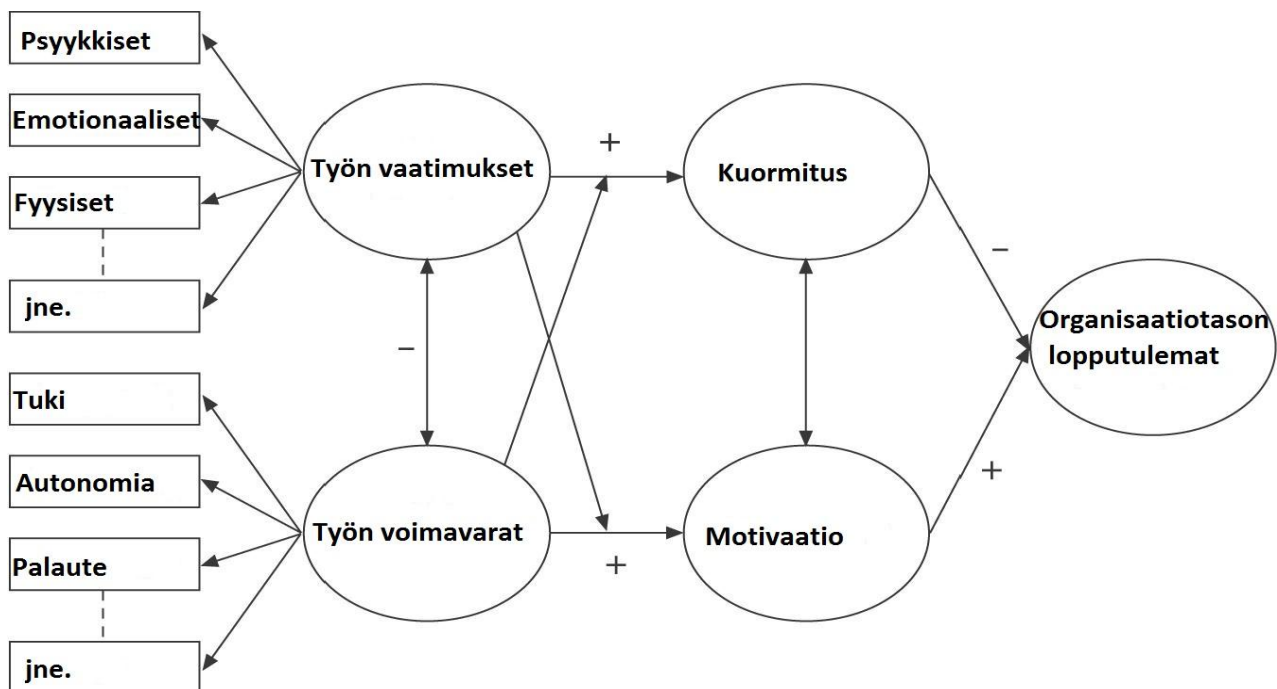 Psyykkiset
Emotionaaliset
Fyysiset
jne.
Tuki
Autonomia
Palaute
jne.
Työn vaatimukset
Työn voimavarat
+
−
+
Kuormitus
Motivaatio
−
+
Organisaatiotason
lopputulemat